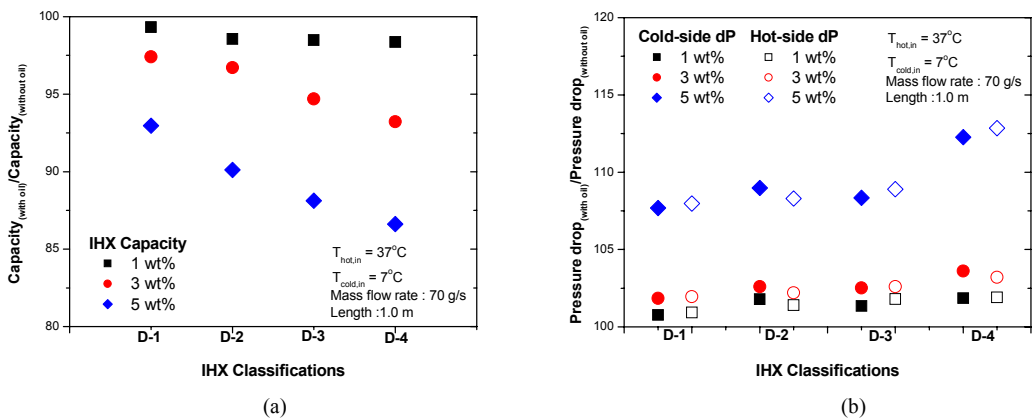 100
95
90
85
80
Capacity(with oil)/Capacity(without oil)
IHX Capacity
1 wt%
3 wt%
5 wt%
Thot,in = 37°C
Tcold,in = 7°C
Mass flow rate : 70 g/s
Length :1.0 m
D-1 D-2 D-3 D-4
IHX Classifications
(a)
120
115
110
105
100
Pressure drop(with oil)/Pressure drop(without oil)
Cold-side dP Hot-side dP
1 wt% 1 wt%
3 wt% 3 wt%
5 wt% 5 wt%
Thot,in = 37°C
Tcold,in = 7°C
Mass flow rate : 70 g/s
Length :1.0 m
D-1 D-2 D-3 D-4
IHX Classifications
(b)